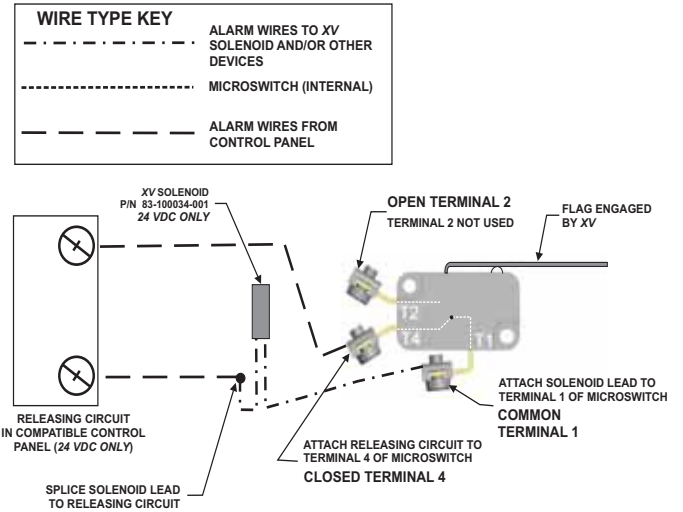 WIRE TYPE KEY
ALARM WIRES TO XV
SOLENOID AND/OR OTHER
DEVICES
MICROSWITCH (INTERNAL)
ALARM WIRES FROM
CONTROL PANEL
XV SOLENOID
P/N 83-100034-001
24 VDC ONLY
OPEN TERMINAL 2
TERMINAL 2 NOT USED
FLAG ENGAGED
BY XV
T2
T4
T1
ATTACH SOLENOID LEAD TO
TERMINAL 1 OF MICROSWITCH
COMMON
TERMINAL 1
RELEASING CIRCUIT
IN COMPATIBLE CONTROL
PANEL (24 VDC ONLY)
ATTACH RELEASING CIRCUIT TO
TERMINAL 4 OF MICROSWITCH
CLOSED TERMINAL 4
SPLICE SOLENOID LEAD
TO RELEASING CIRCUIT